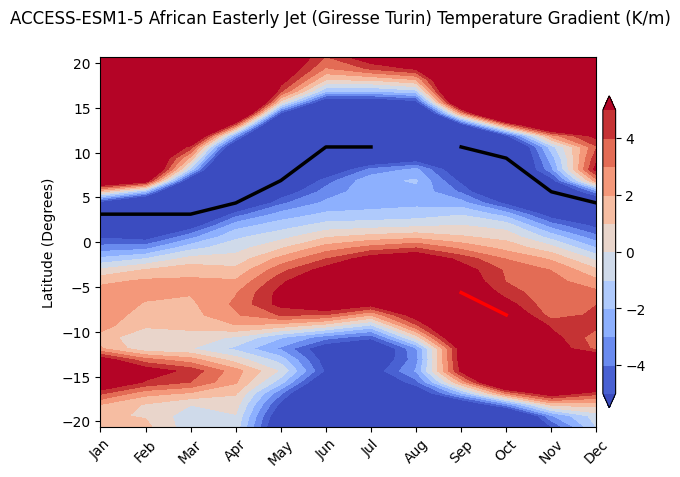 ACCESS-ESM1-5 African Easterly Jet (Giresse Turin) Temperature Gradient (K/m)
20
15
10
5
0
−5
−10
−15
−20
Latitude (Degrees)
Jan
Feb
Mar
Apr
May
Jun
Jul
Aug
Sep
Oct
Nov
Dec
4
2
0
−2
−4